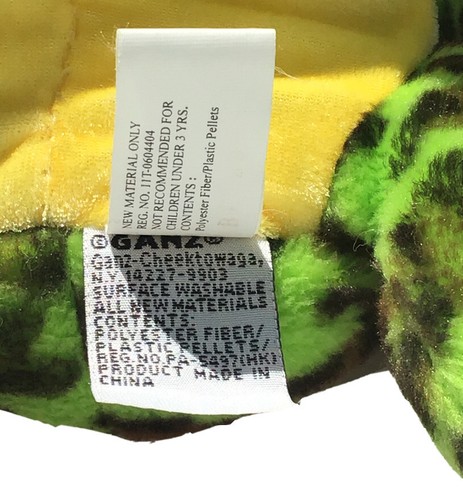 NEW MATERIAL ONLY
REG. NO. 11T-0604404
NOT RECOMMENDED FOR
CHILDREN UNDER 3 YRS.
CONTENTS :
Polyester Fiber/Plastic Pellets
©GANZ®
Ganz-Cheektowaga,
14227-9903
SURFACE WASHABLE
ALL NEW MATERIALS
CONTENTS.
POLYESTER FIBER/
PLASTIC PELLETS/
REG.NO.PA-5497(HK)
PRODUCT MADE IN
CHINA